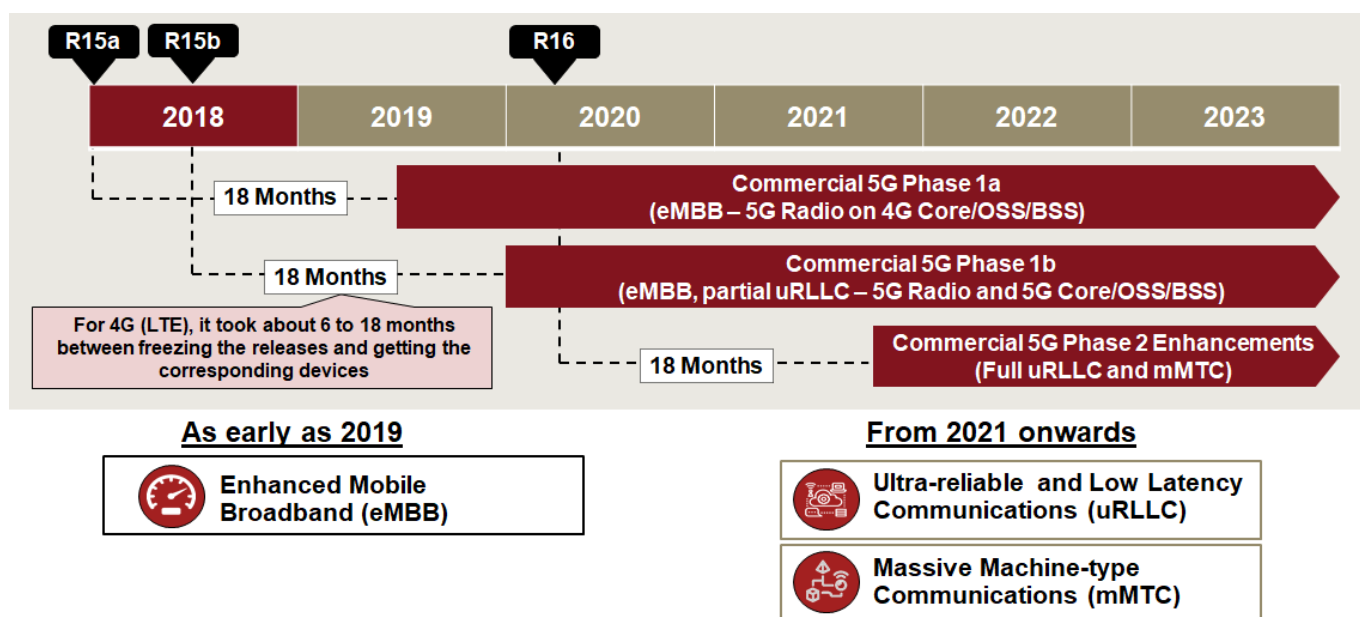 R15a
R15b
R16
2018
2019
2020
2021
2022
2023
18 Months
Commercial 5G Phase 1a
(eMBB – 5G Radio on 4G Core/OSS/BSS)
18 Months
Commercial 5G Phase 1b
(eMBB, partial uRLLC – 5G Radio and 5G Core/OSS/BSS)
For 4G (LTE), it took about 6 to 18 months
between freezing the releases and getting the
corresponding devices
18 Months
Commercial 5G Phase 2 Enhancements
(Full uRLLC and mMTC)
As early as 2019
Enhanced Mobile
Broadband (eMBB)
From 2021 onwards
Ultra-reliable and Low Latency
Communications (uRLLC)
Massive Machine-type
Communications (mMTC)